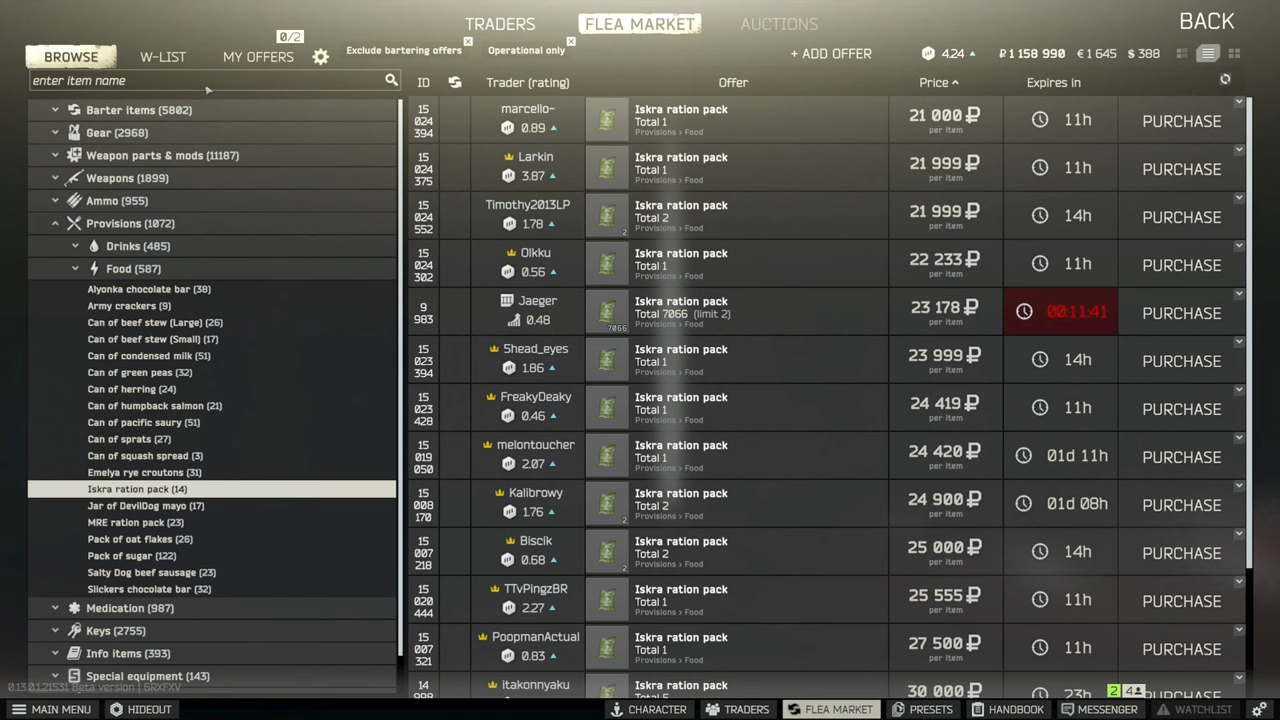 TRADERS FLEA MARKET AUCTIONS BACK
0/2
BROWSE W-LIST MY OFFERS Exclude bartering offers Operational only + ADD OFFER 4.24 ₽ 1 158 990 € 1 645 $ 388
enter item name
ID Trader (rating) Offer Price Expires in
Barter items (5802)
Gear (2968)
Weapon parts & mods (11187)
Weapons (1899)
Ammo (955)
Provisions (1072)
Drinks (485)
Food (587)
Alyonka chocolate bar (38)
Army crackers (9)
Can of beef stew (Large) (26)
Can of beef stew (Small) (17)
Can of condensed milk (51)
Can of green peas (32)
Can of herring (24)
Can of humpback salmon (21)
Can of pacific saury (51)
Can of sprats (27)
Can of squash spread (3)
Emelya rye croutons (31)
Iskra ration pack (14)
Jar of DevilDog mayo (17)
MRE ration pack (23)
Pack of oat flakes (26)
Pack of sugar (122)
Salty Dog beef sausage (23)
Slickers chocolate bar (32)
Medication (987)
Keys (2755)
Info items (393)
Special equipment (143)
15 024 394 marcello- 0.89 Iskra ration pack Total 1 Provisions > Food 21 000 ₽ per item 11h PURCHASE
15 024 375 Larkin 3.87 Iskra ration pack Total 1 Provisions > Food 21 999 ₽ per item 11h PURCHASE
15 024 552 Timothy2013LP 1.78 2 Iskra ration pack Total 2 Provisions > Food 21 999 ₽ per item 14h PURCHASE
15 024 302 Olkku 0.56 Iskra ration pack Total 1 Provisions > Food 22 233 ₽ per item 11h PURCHASE
9 983 Jaeger 0.48 7066 Iskra ration pack Total 7066 (limit 2) Provisions > Food 23 178 ₽ per item 00:11:41 PURCHASE
15 023 394 5head_eyes 1.86 Iskra ration pack Total 1 Provisions > Food 23 999 ₽ per item 14h PURCHASE
15 023 428 FreakyDeaky 0.46 Iskra ration pack Total 1 Provisions > Food 24 419 ₽ per item 11h PURCHASE
15 019 050 melontoucher 2.07 Iskra ration pack Total 1 Provisions > Food 24 420 ₽ per item 01d 11h PURCHASE
15 008 170 Kalibrowy 1.76 2 Iskra ration pack Total 2 Provisions > Food 24 900 ₽ per item 01d 08h PURCHASE
15 007 218 Biscik 0.68 2 Iskra ration pack Total 2 Provisions > Food 25 000 ₽ per item 14h PURCHASE
15 020 444 TTvPingzBR 2.27 Iskra ration pack Total 1 Provisions > Food 25 555 ₽ per item 11h PURCHASE
15 007 321 PoopmanActual 0.83 Iskra ration pack Total 1 Provisions > Food 27 500 ₽ per item 11h PURCHASE
14 itakonnyaku Iskra ration pack 30 000 ₽ 23h PURCHASE
2 4
MAIN MENU HIDEOUT CHARACTER TRADERS FLEA MARKET PRESETS HANDBOOK MESSENGER WATCHLIST